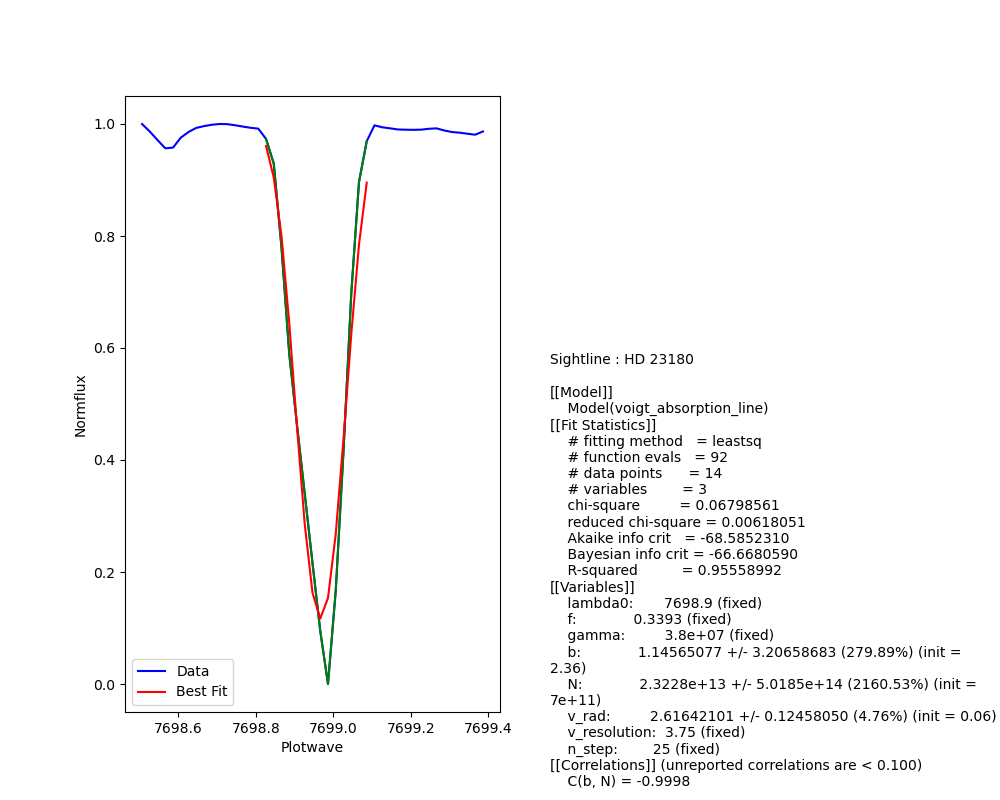 1.0
0.8
0.6
0.4
0.2
0.0
Normflux
Data
Best Fit
7698.6 7698.8 7699.0 7699.2 7699.4
Plotwave
Sightline : HD 23180
[[Model]]
Model(voigt_absorption_line)
[[Fit Statistics]]
# fitting method = leastsq
# function evals = 92
# data points = 14
# variables = 3
chi-square = 0.06798561
reduced chi-square = 0.00618051
Akaike info crit = -68.5852310
Bayesian info crit = -66.6680590
R-squared = 0.95558992
[[Variables]]
lambda0: 7698.9 (fixed)
f: 0.3393 (fixed)
gamma: 3.8e+07 (fixed)
b: 1.14565077 +/- 3.20658683 (279.89%) (init =
2.36)
N: 2.3228e+13 +/- 5.0185e+14 (2160.53%) (init =
7e+11)
v_rad: 2.61642101 +/- 0.12458050 (4.76%) (init = 0.06)
v_resolution: 3.75 (fixed)
n_step: 25 (fixed)
[[Correlations]] (unreported correlations are < 0.100)
C(b, N) = -0.9998